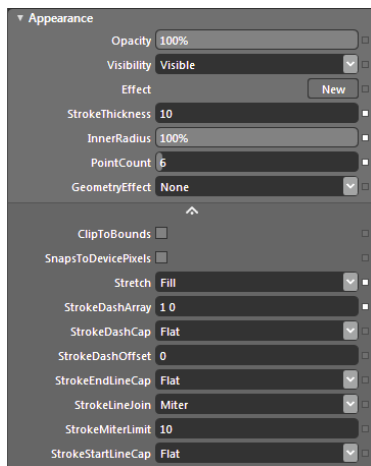 Appearance
Opacity 100%
Visibility Visible
Effect New
StrokeThickness 10
InnerRadius 100%
PointCount 6
GeometryEffect None
ClipToBounds
SnapsToDevicePixels
Stretch Fill
StrokeDashArray 1 0
StrokeDashCap Flat
StrokeDashOffset 0
StrokeEndLineCap Flat
StrokeLineJoin Miter
StrokeMiterLimit 10
StrokeStartLineCap Flat